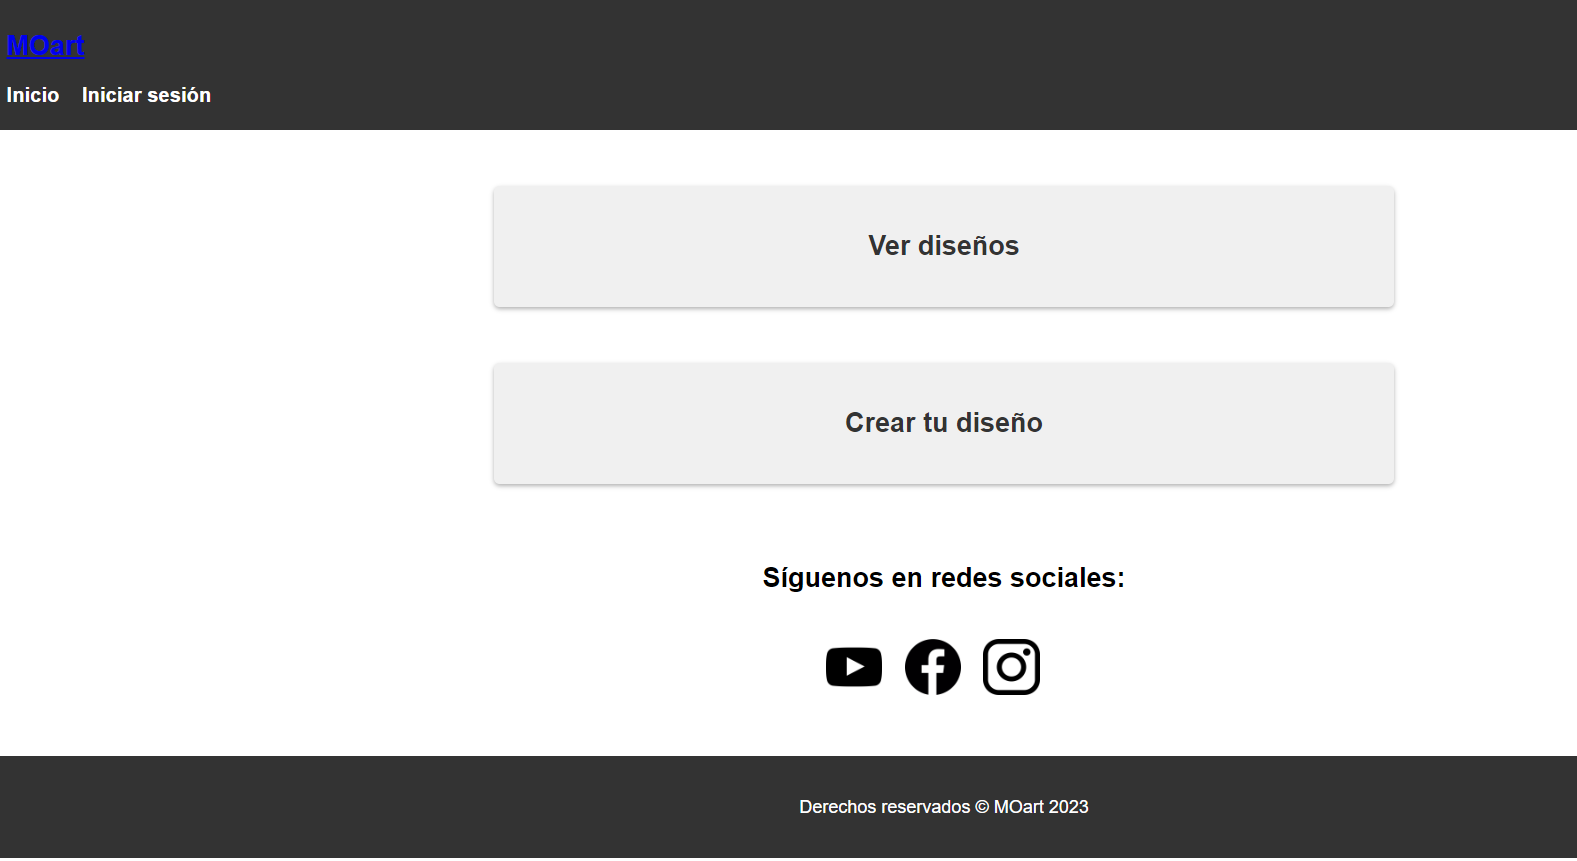 MOart
Inicio Iniciar sesión
Ver diseños
Crear tu diseño
Síguenos en redes sociales:
Derechos reservados © MOart 2023